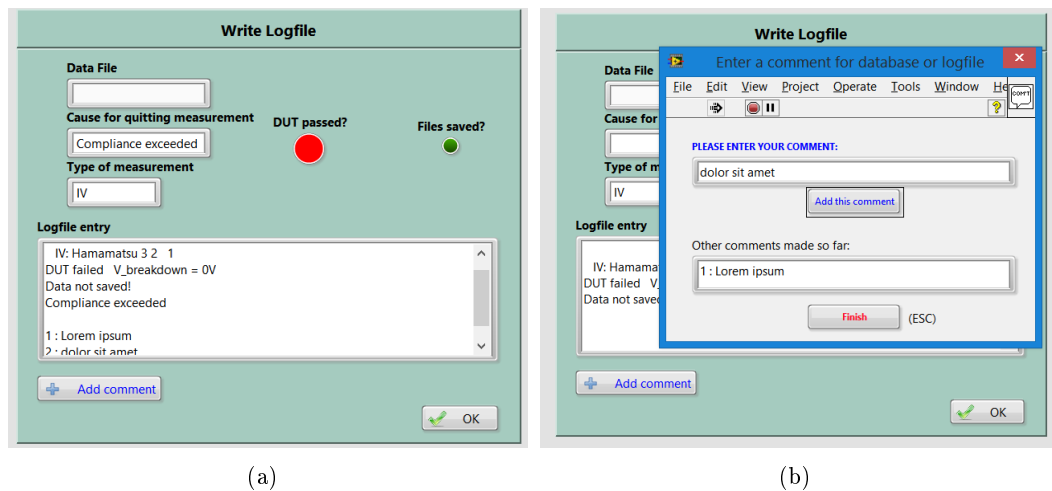 Write Logfile
Data File
Cause for quitting measurement
DUT passed?
Files saved?
Compliance exceeded
Type of measurement
IV
Logfile entry
IV: Hamamatsu 3 2 1
DUT failed V_breakdown = 0V
Data not saved!
Compliance exceeded
1 : Lorem ipsum
2 : dolor sit amet
Add comment
OK
(a)
Write Logfile
Data File
Cause for
Type of m
IV
Logfile entry
IV: Hamama
DUT failed V_
Data not saved
Add comment
OK
Enter a comment for database or logfile
File Edit View Project Operate Tools Window He
COM'T
PLEASE ENTER YOUR COMMENT:
dolor sit amet
Add this comment
Other comments made so far:
1 : Lorem ipsum
Finish (ESC)
(b)